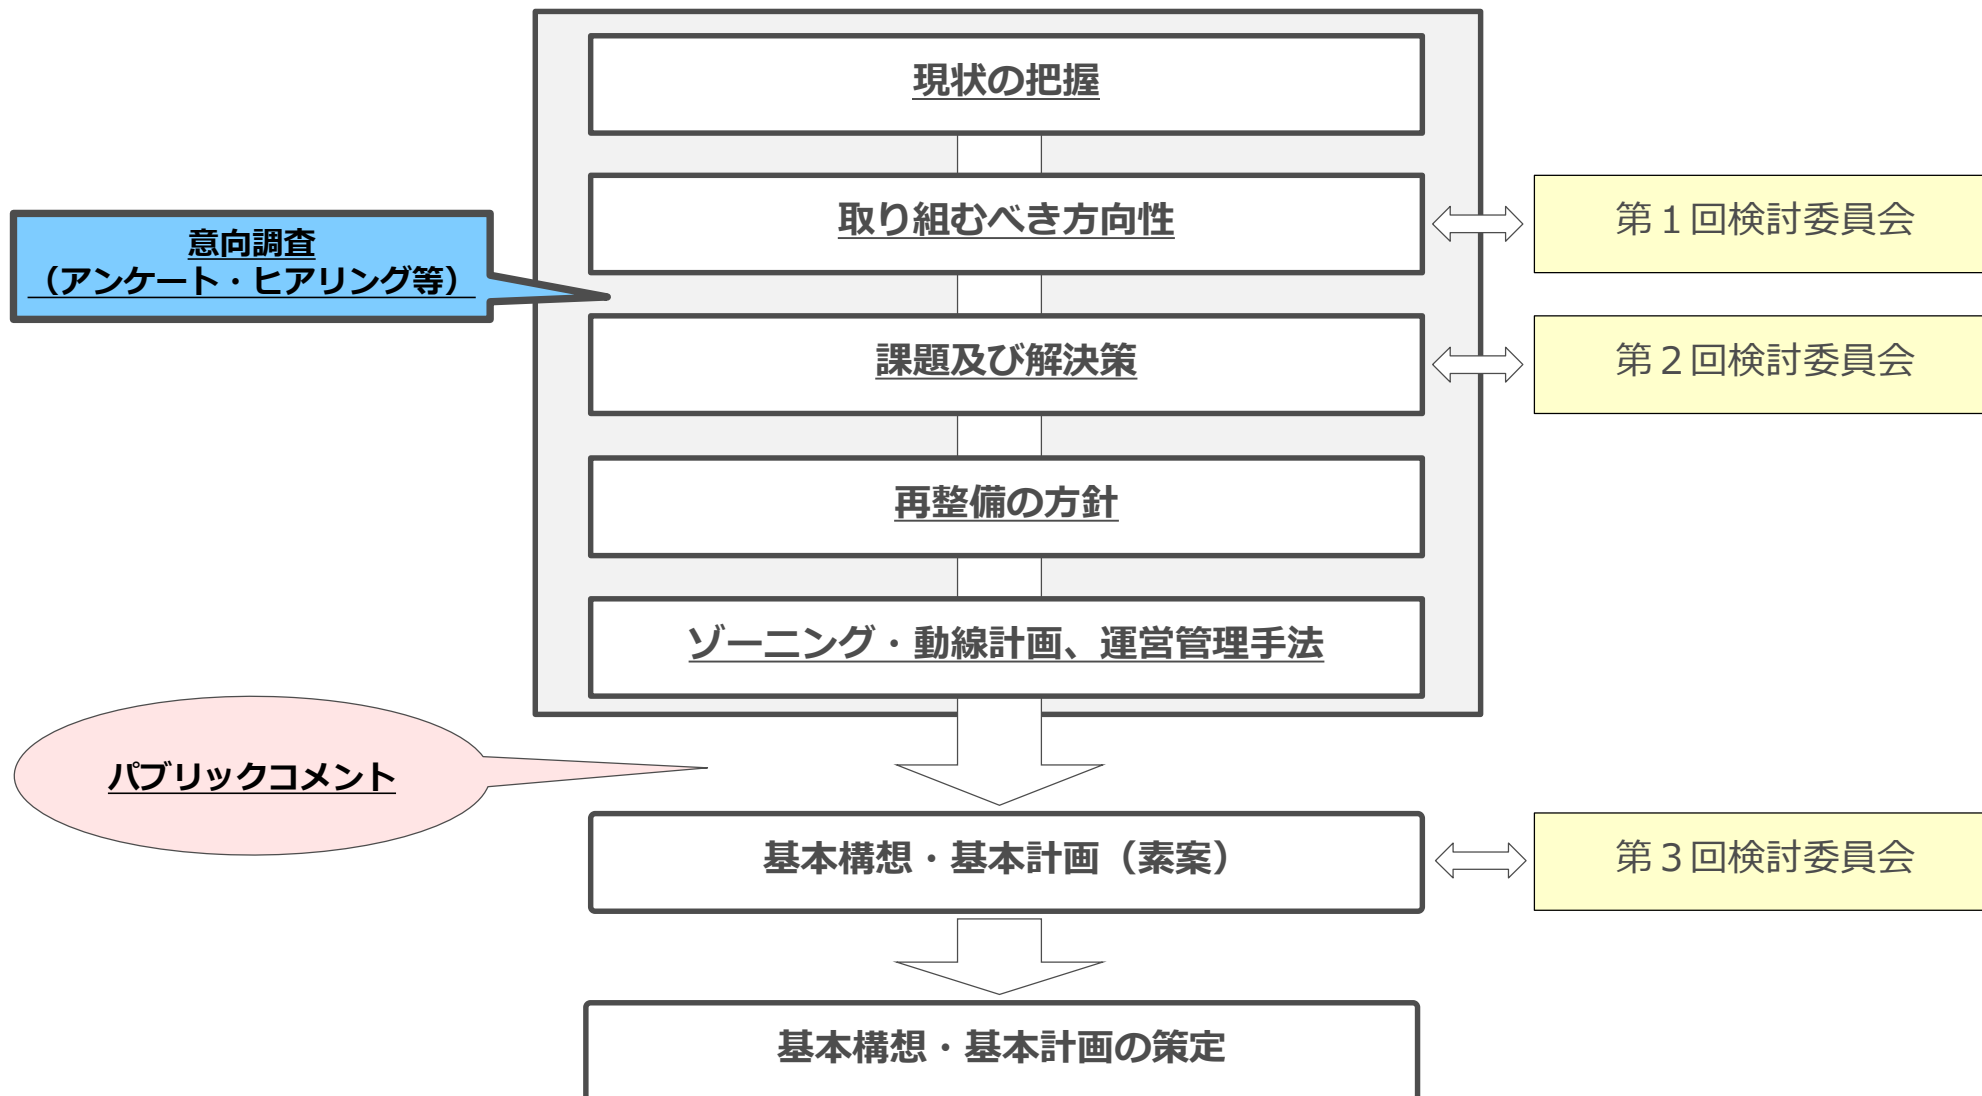 現状の把握
取り組むべき方向性
第１回検討委員会
意向調査
（アンケート・ヒアリング等）
課題及び解決策
第２回検討委員会
再整備の方針
ゾーニング・動線計画、運営管理手法
パブリックコメント
基本構想・基本計画（素案）
第３回検討委員会
基本構想・基本計画の策定